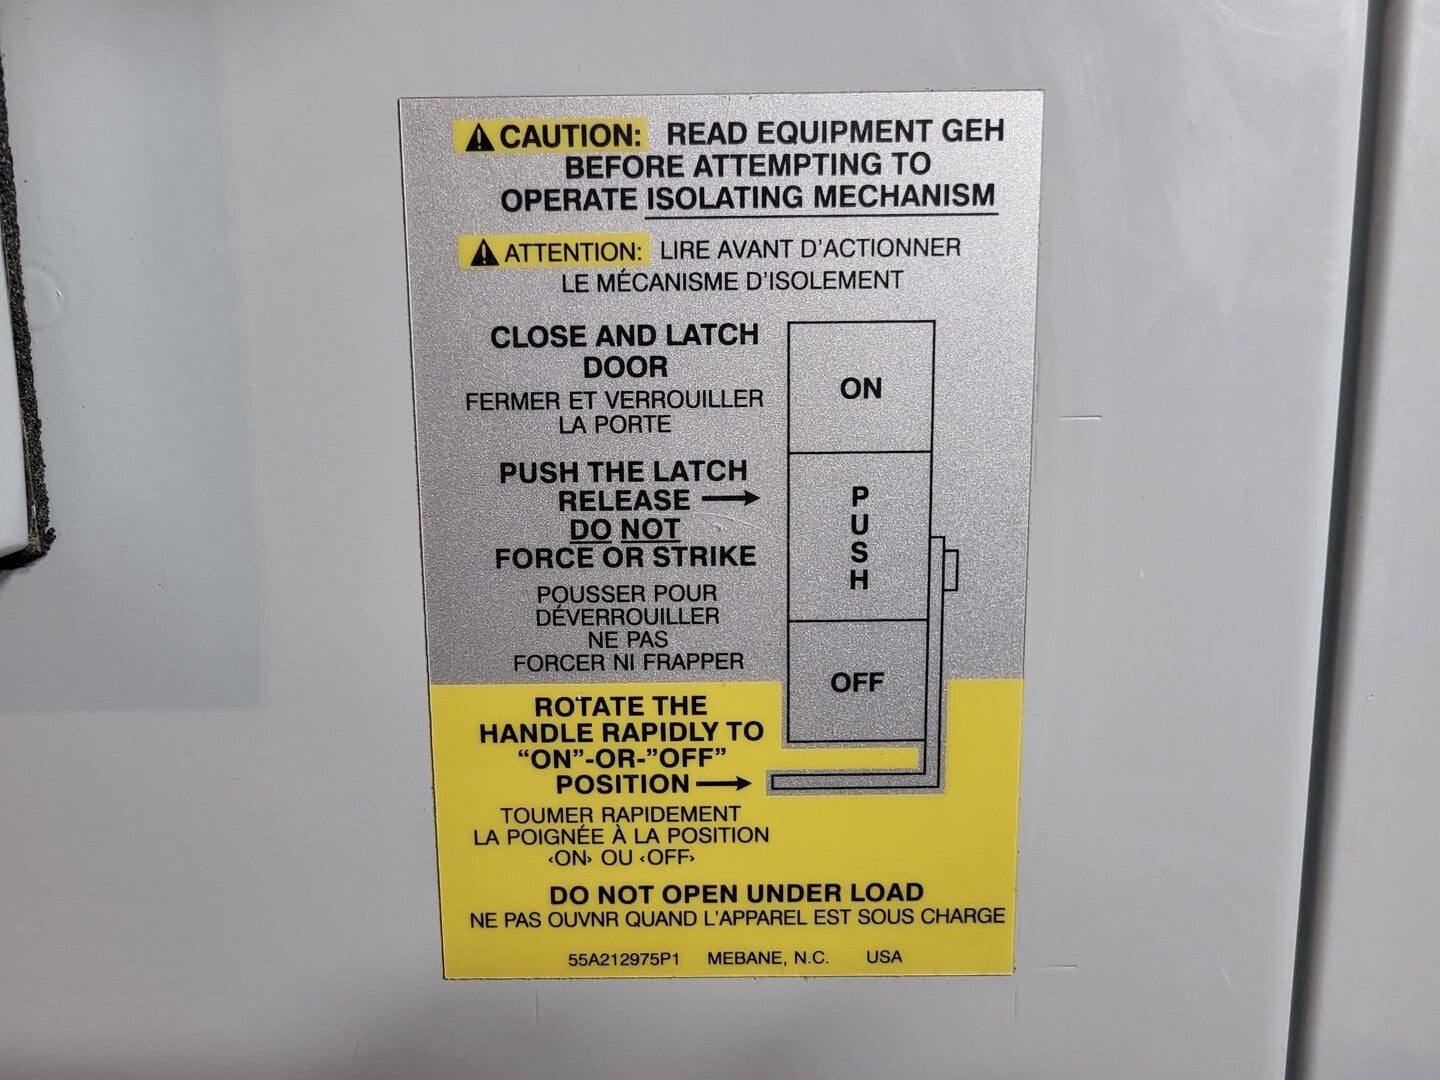 CAUTION: READ EQUIPMENT GEH
BEFORE ATTEMPTING TO
OPERATE ISOLATING MECHANISM
ATTENTION: LIRE AVANT D'ACTIONNER
LE MÉCANISME D'ISOLEMENT
CLOSE AND LATCH
DOOR
FERMER ET VERROUILLER
LA PORTE
PUSH THE LATCH
RELEASE
DO NOT
FORCE OR STRIKE
POUSSER POUR
DÉVERROUILLER
NE PAS
FORCER NI FRAPPER
ON
P
U
S
H
OFF
ROTATE THE
HANDLE RAPIDLY TO
"ON"-OR-"OFF"
POSITION
TOUMER RAPIDEMENT
LA POIGNÉE À LA POSITION
‹ON› OU ‹OFF›
DO NOT OPEN UNDER LOAD
NE PAS OUVNR QUAND L'APPAREL EST SOUS CHARGE
55A212975P1 MEBANE, N.C. USA